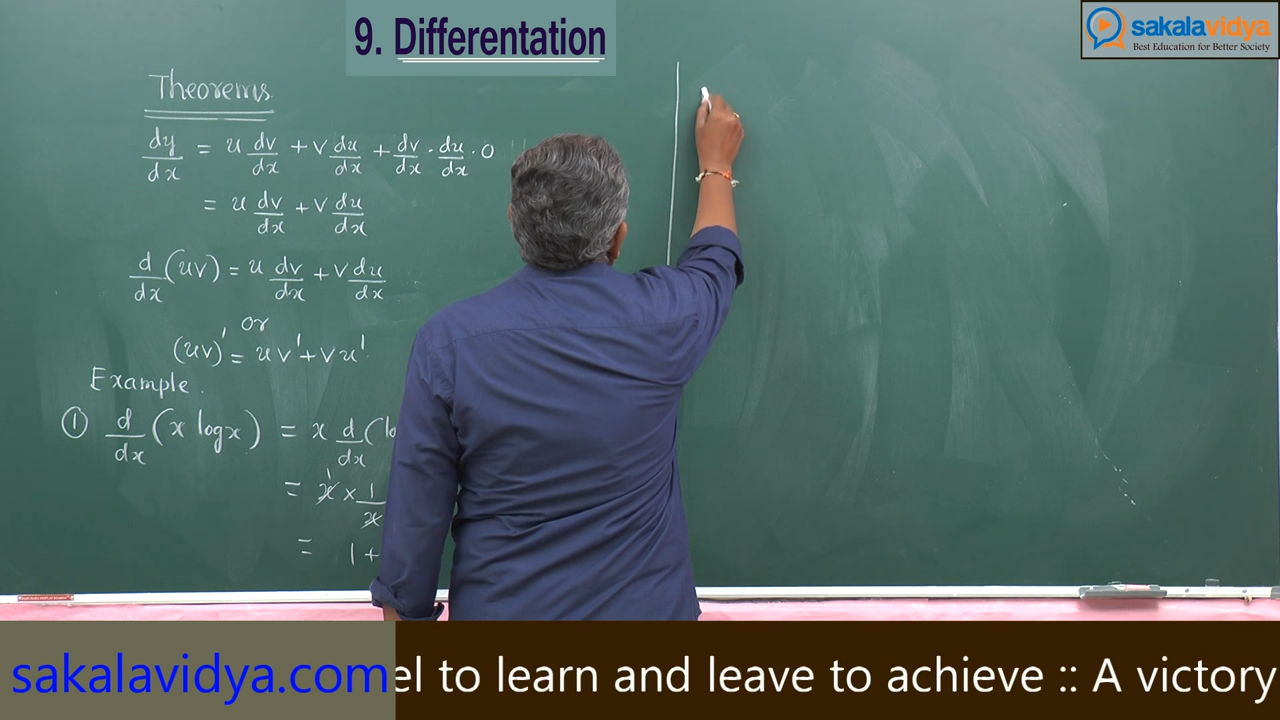 9. Differentation
sakalavidya
Best Education for Better Society
Theorems
dy/dx = u dv/dx + v du/dx + dv/dx · du/dx · 0
= u dv/dx + v du/dx
d/dx (uv) = u dv/dx + v du/dx
or
(uv)' = uv' + vu'.
Example.
① d/dx (x logx) = x d/dx (lo
= x' x 1/x
= 1 +
sakalavidya.com
el to learn and leave to achieve :: A victory